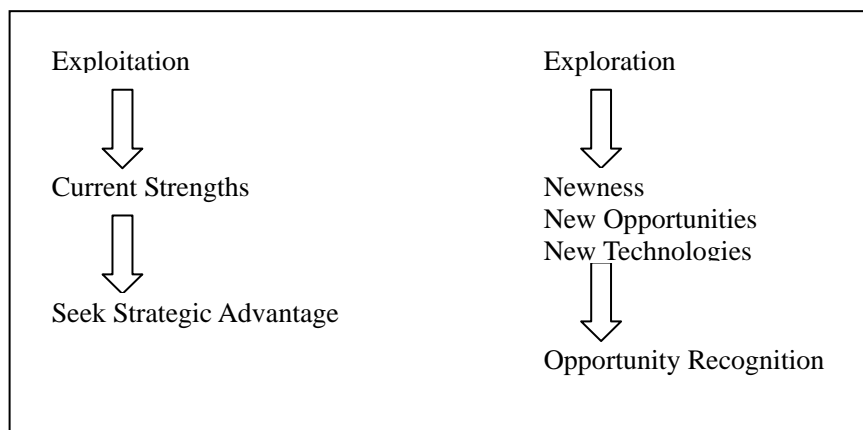 Exploitation
Current Strengths
Seek Strategic Advantage
Exploration
Newness
New Opportunities
New Technologies
Opportunity Recognition